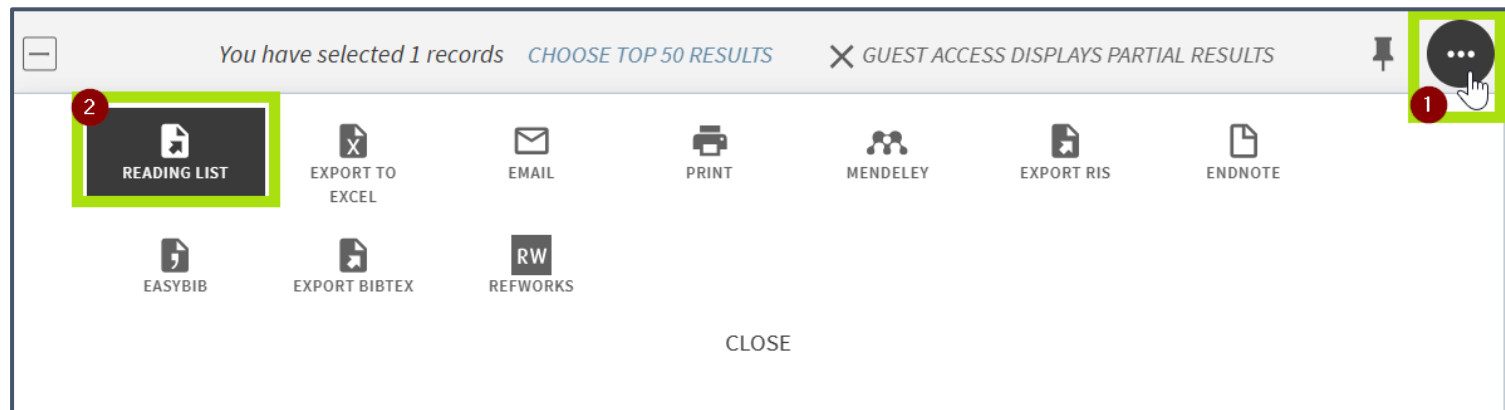 You have selected 1 records CHOOSE TOP 50 RESULTS GUEST ACCESS DISPLAYS PARTIAL RESULTS
1
2
READING LIST
EXPORT TO
EXCEL
EMAIL
PRINT
MENDELEY
EXPORT RIS
ENDNOTE
EASYBIB
EXPORT BIBTEX
RW
REFWORKS
CLOSE